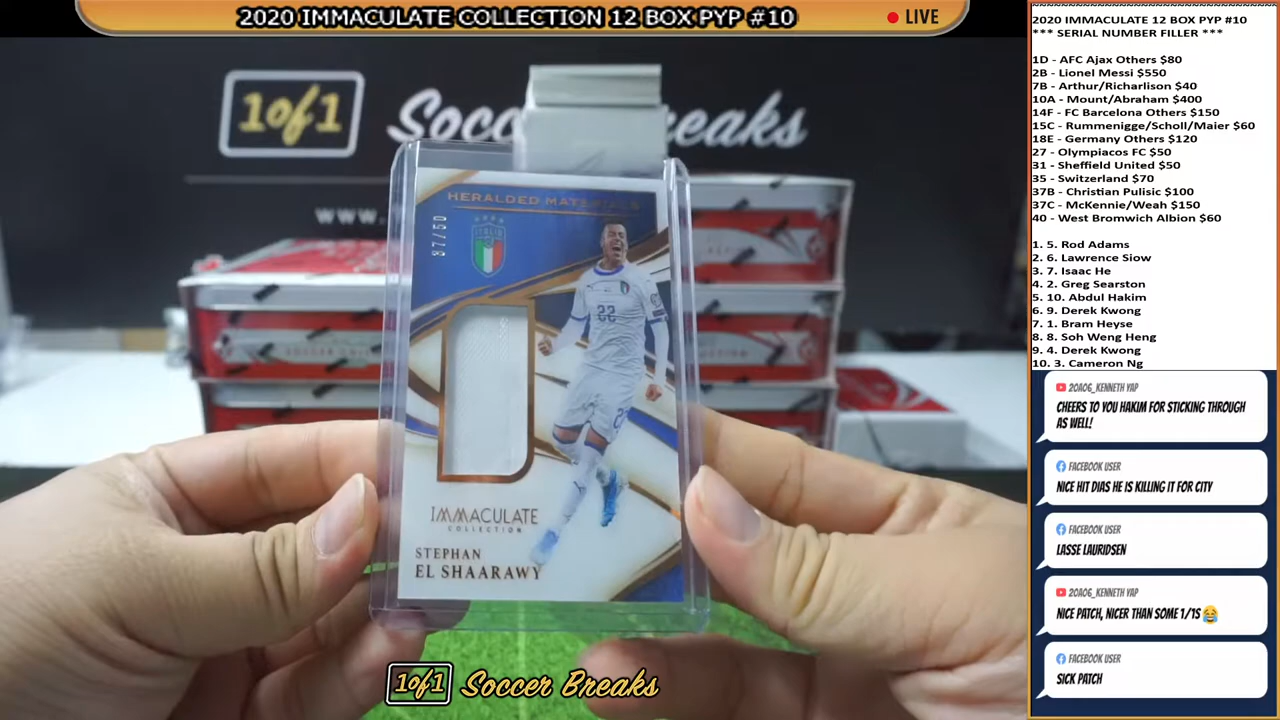 2020 IMMACULATE COLLECTION 12 BOX PYP #10
LIVE
1of1
Soccer Breaks
www.
HERALDED MATERIALS
ITALIA
22
IMMACULATE
COLLECTION
STEPHAN
EL SHAARAWY
1of1 Soccer Breaks
2020 IMMACULATE 12 BOX PYP #10
*** SERIAL NUMBER FILLER ***
1D - AFC Ajax Others $80
2B - Lionel Messi $550
7B - Arthur/Richarlison $40
10A - Mount/Abraham $400
14F - FC Barcelona Others $150
15C - Rummenigge/Scholl/Maier $60
18E - Germany Others $120
27 - Olympiacos FC $50
31 - Sheffield United $50
35 - Switzerland $70
37B - Christian Pulisic $100
37C - McKennie/Weah $150
40 - West Bromwich Albion $60
1. 5. Rod Adams
2. 6. Lawrence Siow
3. 7. Isaac He
4. 2. Greg Searston
5. 10. Abdul Hakim
6. 9. Derek Kwong
7. 1. Bram Heyse
8. 8. Soh Weng Heng
9. 4. Derek Kwong
10. 3. Cameron Ng
20A06_KENNETH YAP
CHEERS TO YOU HAKIM FOR STICKING THROUGH
AS WELL!
FACEBOOK USER
NICE HIT DIAS HE IS KILLING IT FOR CITY
FACEBOOK USER
LASSE LAURIDSEN
20A06_KENNETH YAP
NICE PATCH, NICER THAN SOME 1/1S 😂
FACEBOOK USER
SICK PATCH